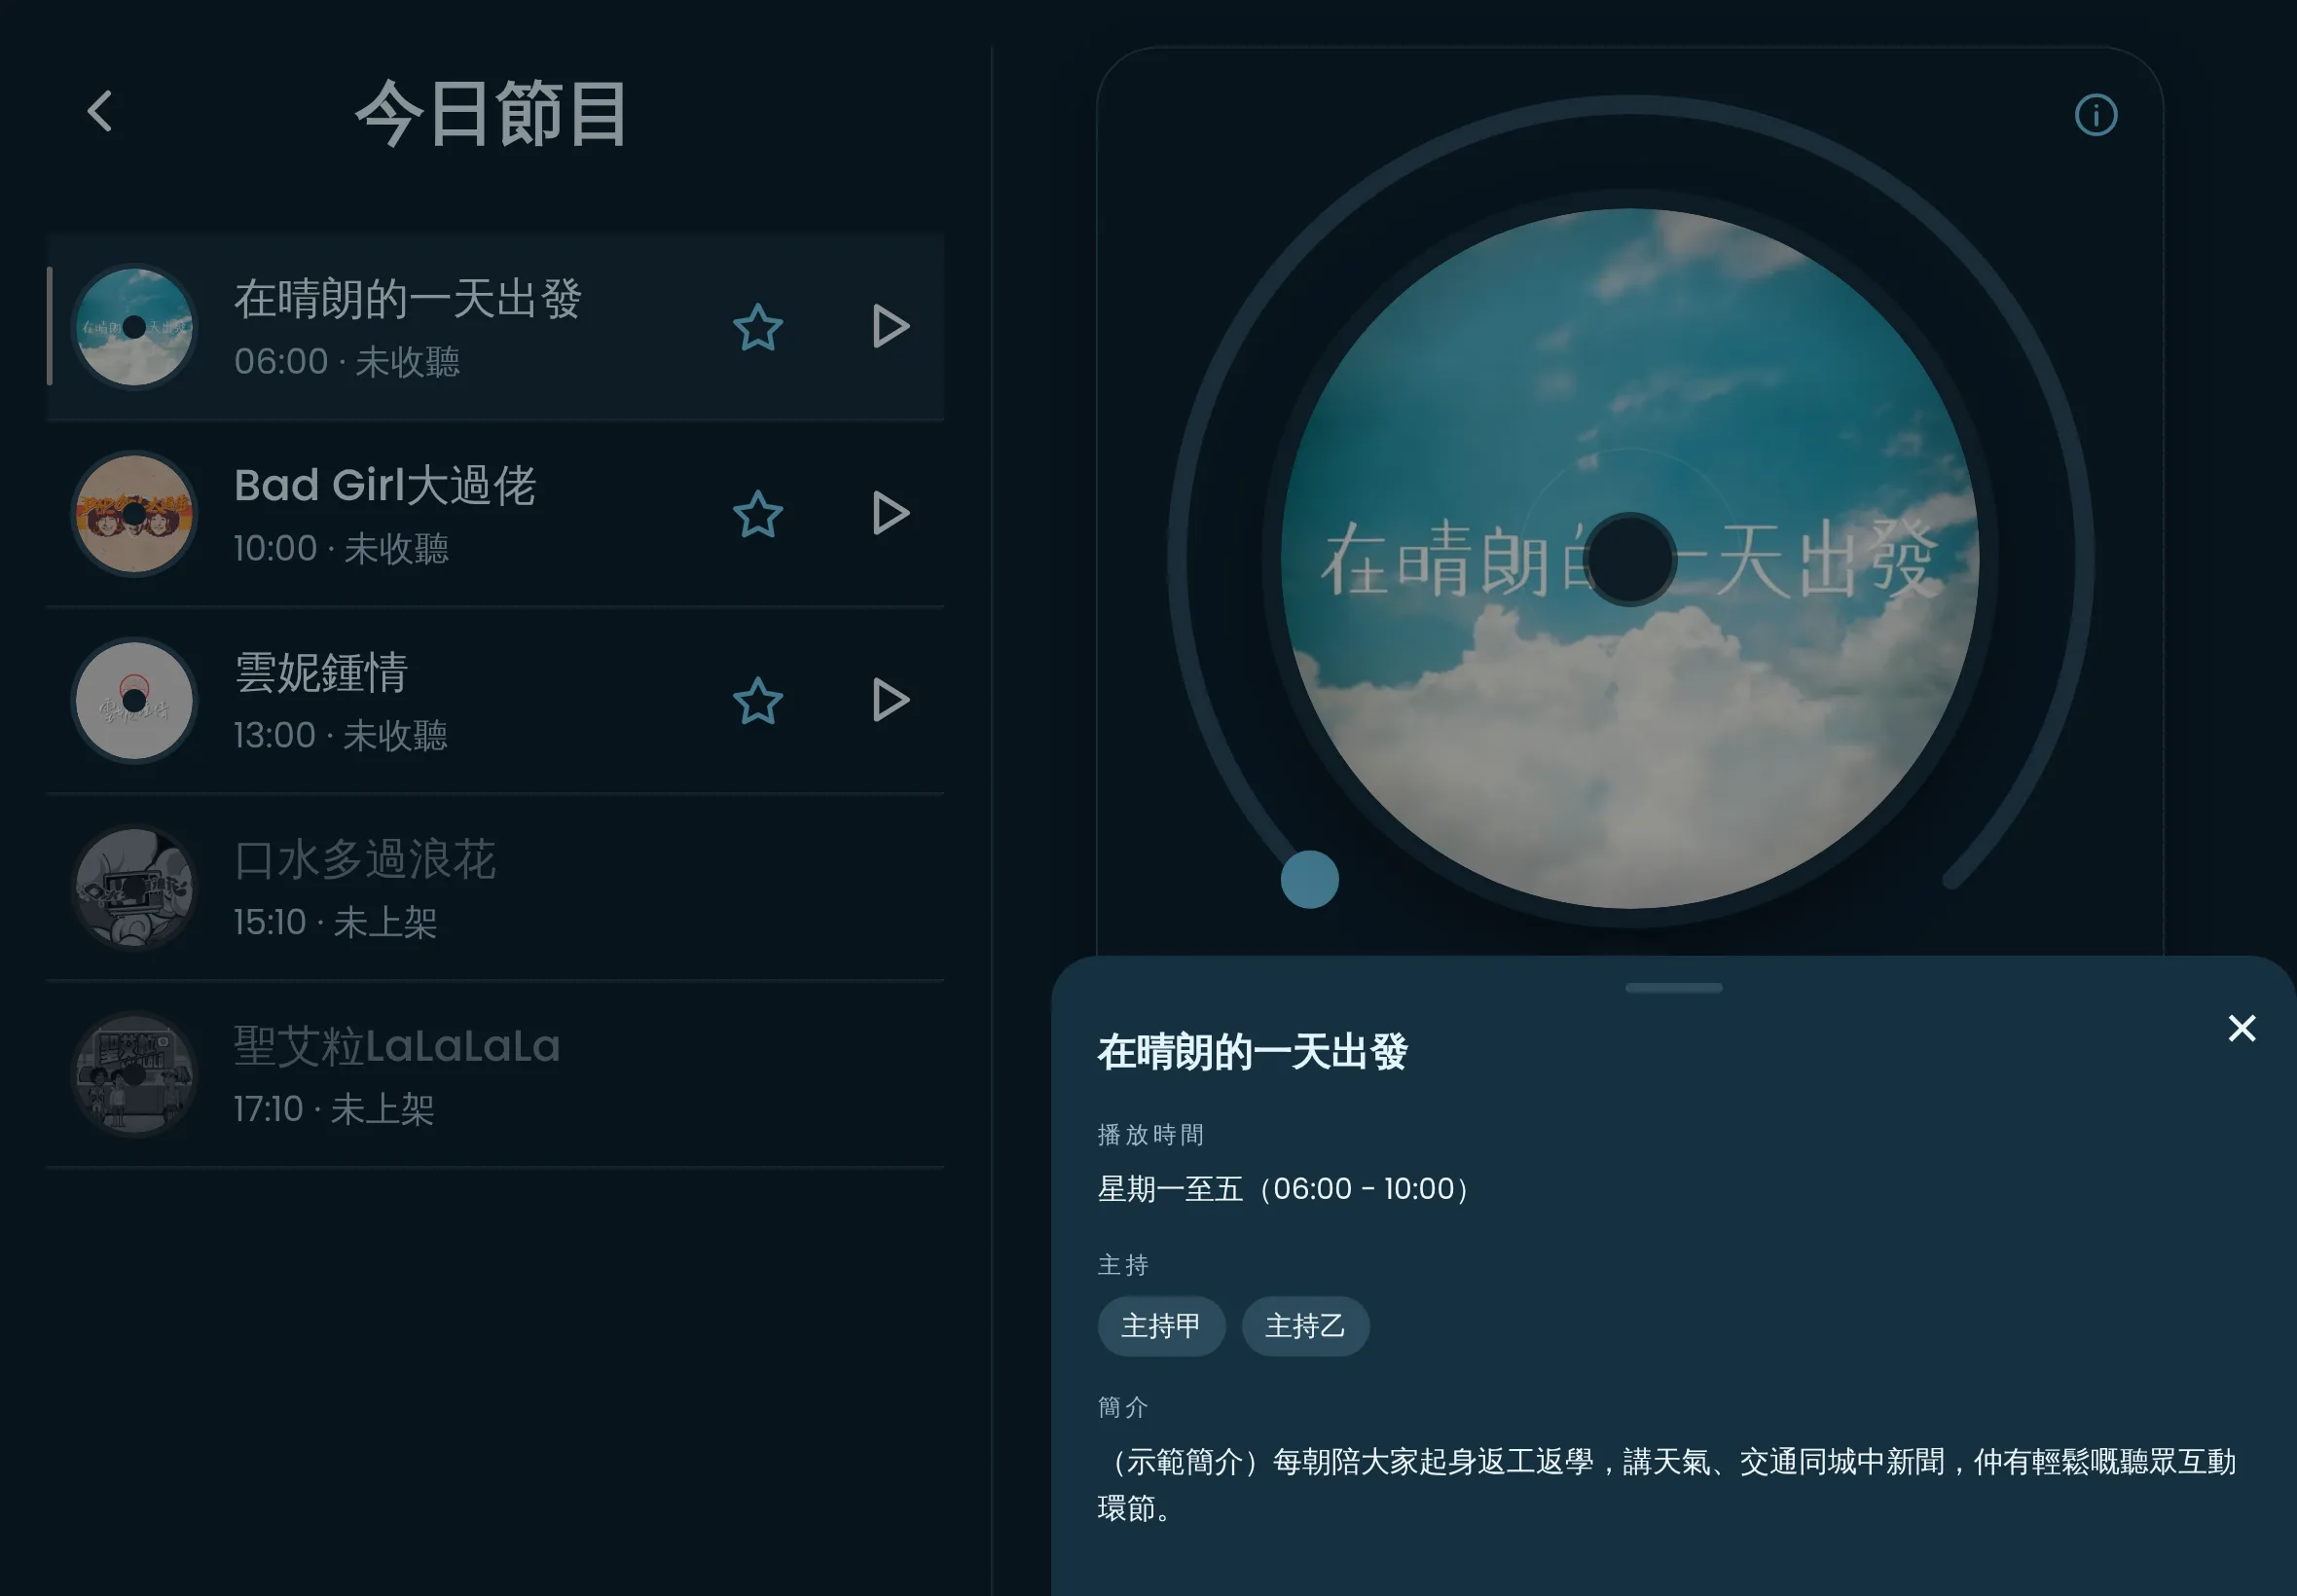 今日節目
在晴朗的一天出發
06:00 · 未收聽
Bad Girl大過佬
10:00 · 未收聽
雲妮鍾情
13:00 · 未收聽
口水多過浪花
15:10 · 未上架
聖艾粒LaLaLaLa
17:10 · 未上架
在晴朗的一天出發
在晴朗的一天出發
播放時間
星期一至五（06:00 - 10:00）
主持
主持甲 主持乙
簡介
（示範簡介）每朝陪大家起身返工返學，講天氣、交通同城中新聞，仲有輕鬆嘅聽眾互動
環節。